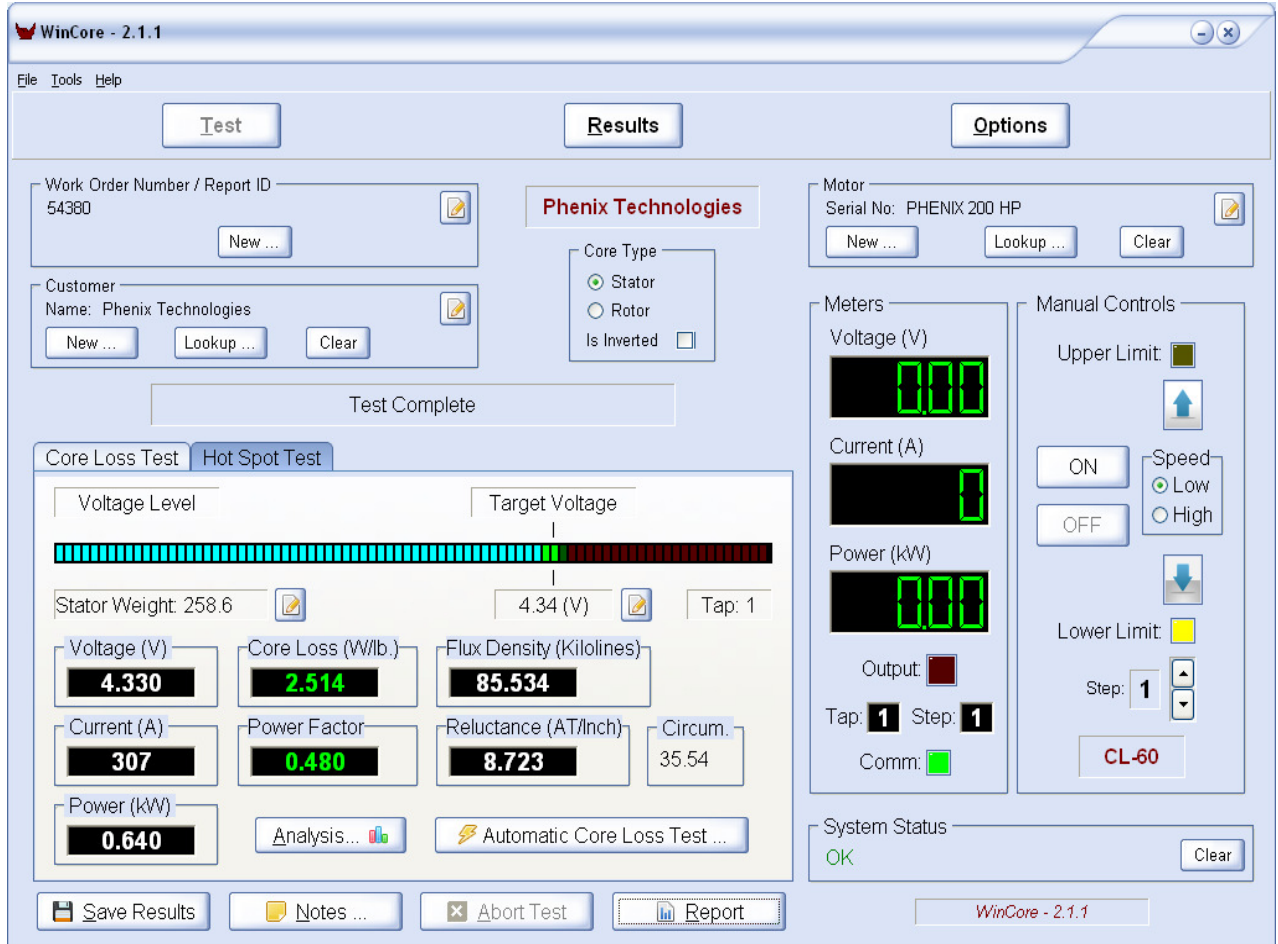 WinCore - 2.1.1
File Tools Help
Test
Results
Options
Work Order Number / Report ID
54380
New ...
Customer
Name: Phenix Technologies
New ...
Lookup ...
Clear
Phenix Technologies
Core Type
Stator
Rotor
Is Inverted
Motor
Serial No: PHENIX 200 HP
New ...
Lookup ...
Clear
Test Complete
Core Loss Test
Hot Spot Test
Voltage Level
Target Voltage
Stator Weight: 258.6
4.34 (V)
Tap: 1
Voltage (V)
4.330
Core Loss (W/lb.)
2.514
Flux Density (Kilolines)
85.534
Current (A)
307
Power Factor
0.480
Reluctance (AT/Inch)
8.723
Circum.
35.54
Power (kW)
0.640
Analysis...
Automatic Core Loss Test ...
Save Results
Notes ...
Abort Test
Report
Meters
Voltage (V)
0.00
Current (A)
0
Power (kW)
0.00
Output:
Tap: 1 Step: 1
Comm:
Manual Controls
Upper Limit:
ON
OFF
Speed
Low
High
Lower Limit:
Step: 1
CL-60
System Status
OK
Clear
WinCore - 2.1.1